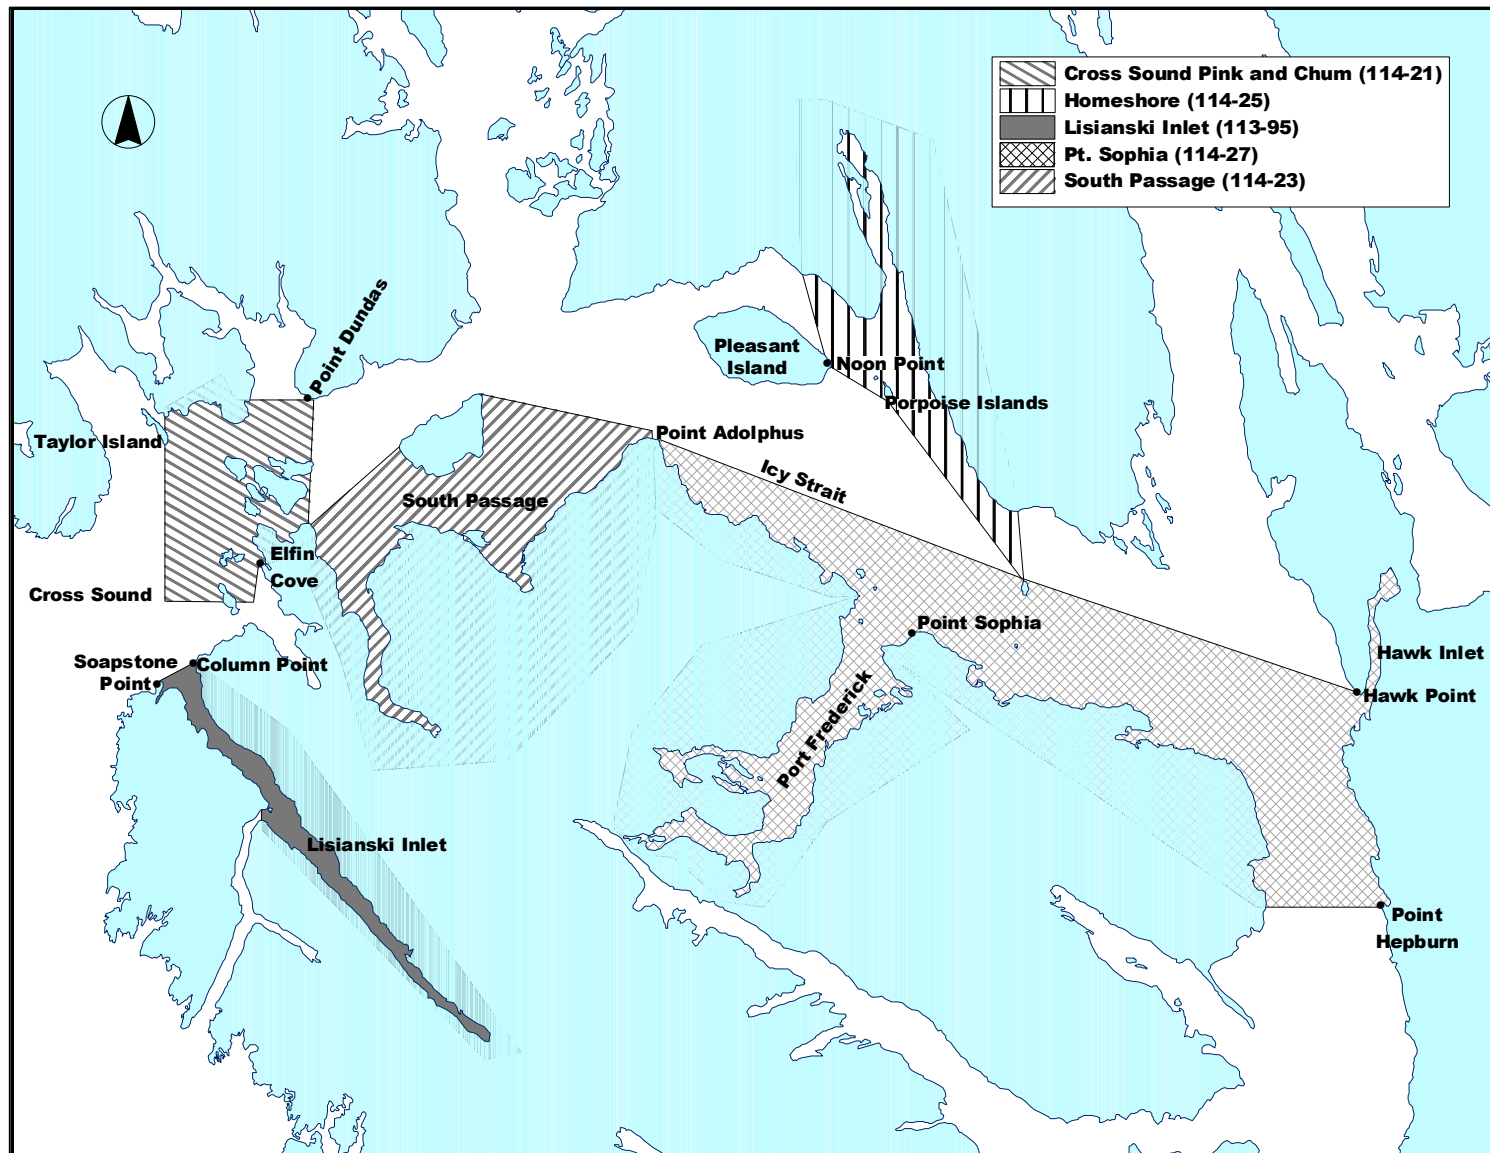 Cross Sound Pink and Chum (114-21)
Homeshore (114-25)
Lisianski Inlet (113-95)
Pt. Sophia (114-27)
South Passage (114-23)
Point Dundas
Pleasant
Island
Noon Point
Porpoise Islands
Taylor Island
Point Adolphus
Icy Strait
South Passage
Elfin
Cove
Cross Sound
Point Sophia
Hawk Inlet
Soapstone
Point
Column Point
Hawk Point
Port Frederick
Lisianski Inlet
Point
Hepburn